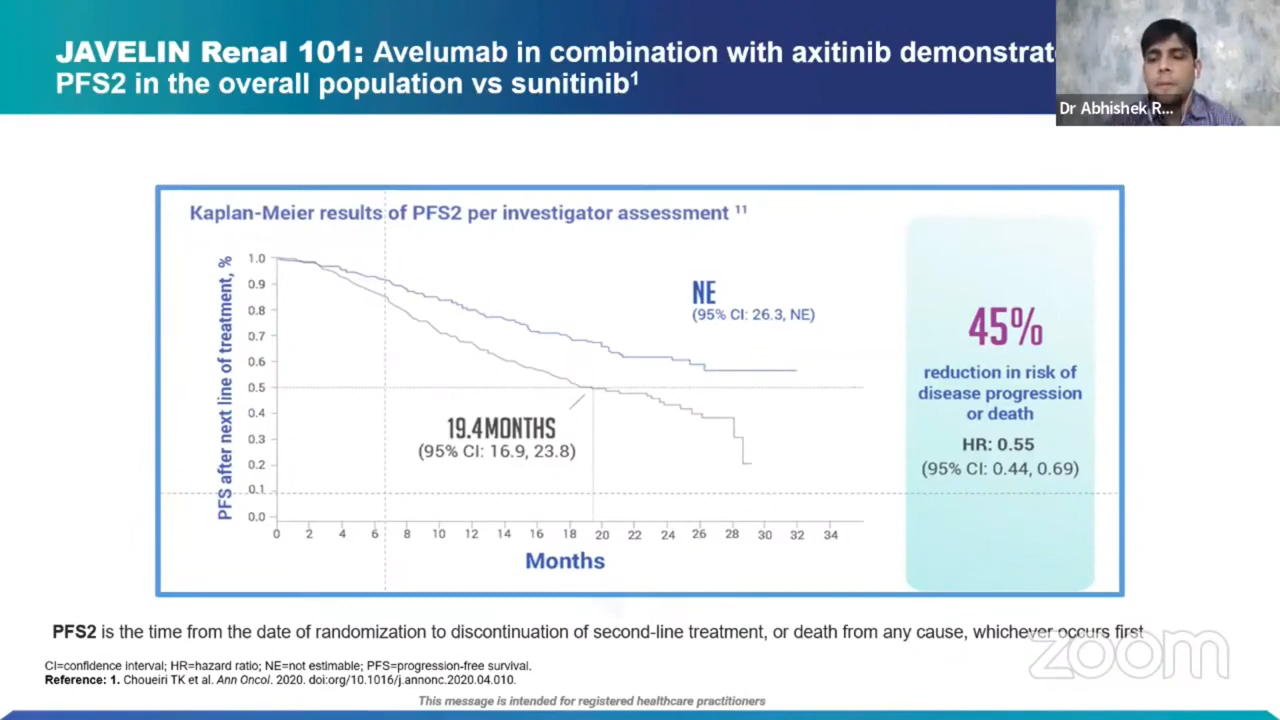 JAVELIN Renal 101: Avelumab in combination with axitinib demonstrat
PFS2 in the overall population vs sunitinib1
Dr Abhishek R...
Kaplan-Meier results of PFS2 per investigator assessment 11
PFS after next line of treatment, %
1.0
0.9
0.8
0.7
0.6
0.5
0.4
0.3
0.2
0.1
0.0
NE
(95% CI: 26.3, NE)
19.4 MONTHS
(95% CI: 16.9, 23.8)
0 2 4 6 8 10 12 14 16 18 20 22 24 26 28 30 32 34
Months
45%
reduction in risk of
disease progression
or death
HR: 0.55
(95% CI: 0.44, 0.69)
PFS2 is the time from the date of randomization to discontinuation of second-line treatment, or death from any cause, whichever occurs first
zoom
CI=confidence interval; HR=hazard ratio; NE=not estimable; PFS=progression-free survival.
Reference: 1. Choueiri TK et al. Ann Oncol. 2020. doi:org/10.1016/j.annonc.2020.04.010.
This message is intended for registered healthcare practitioners